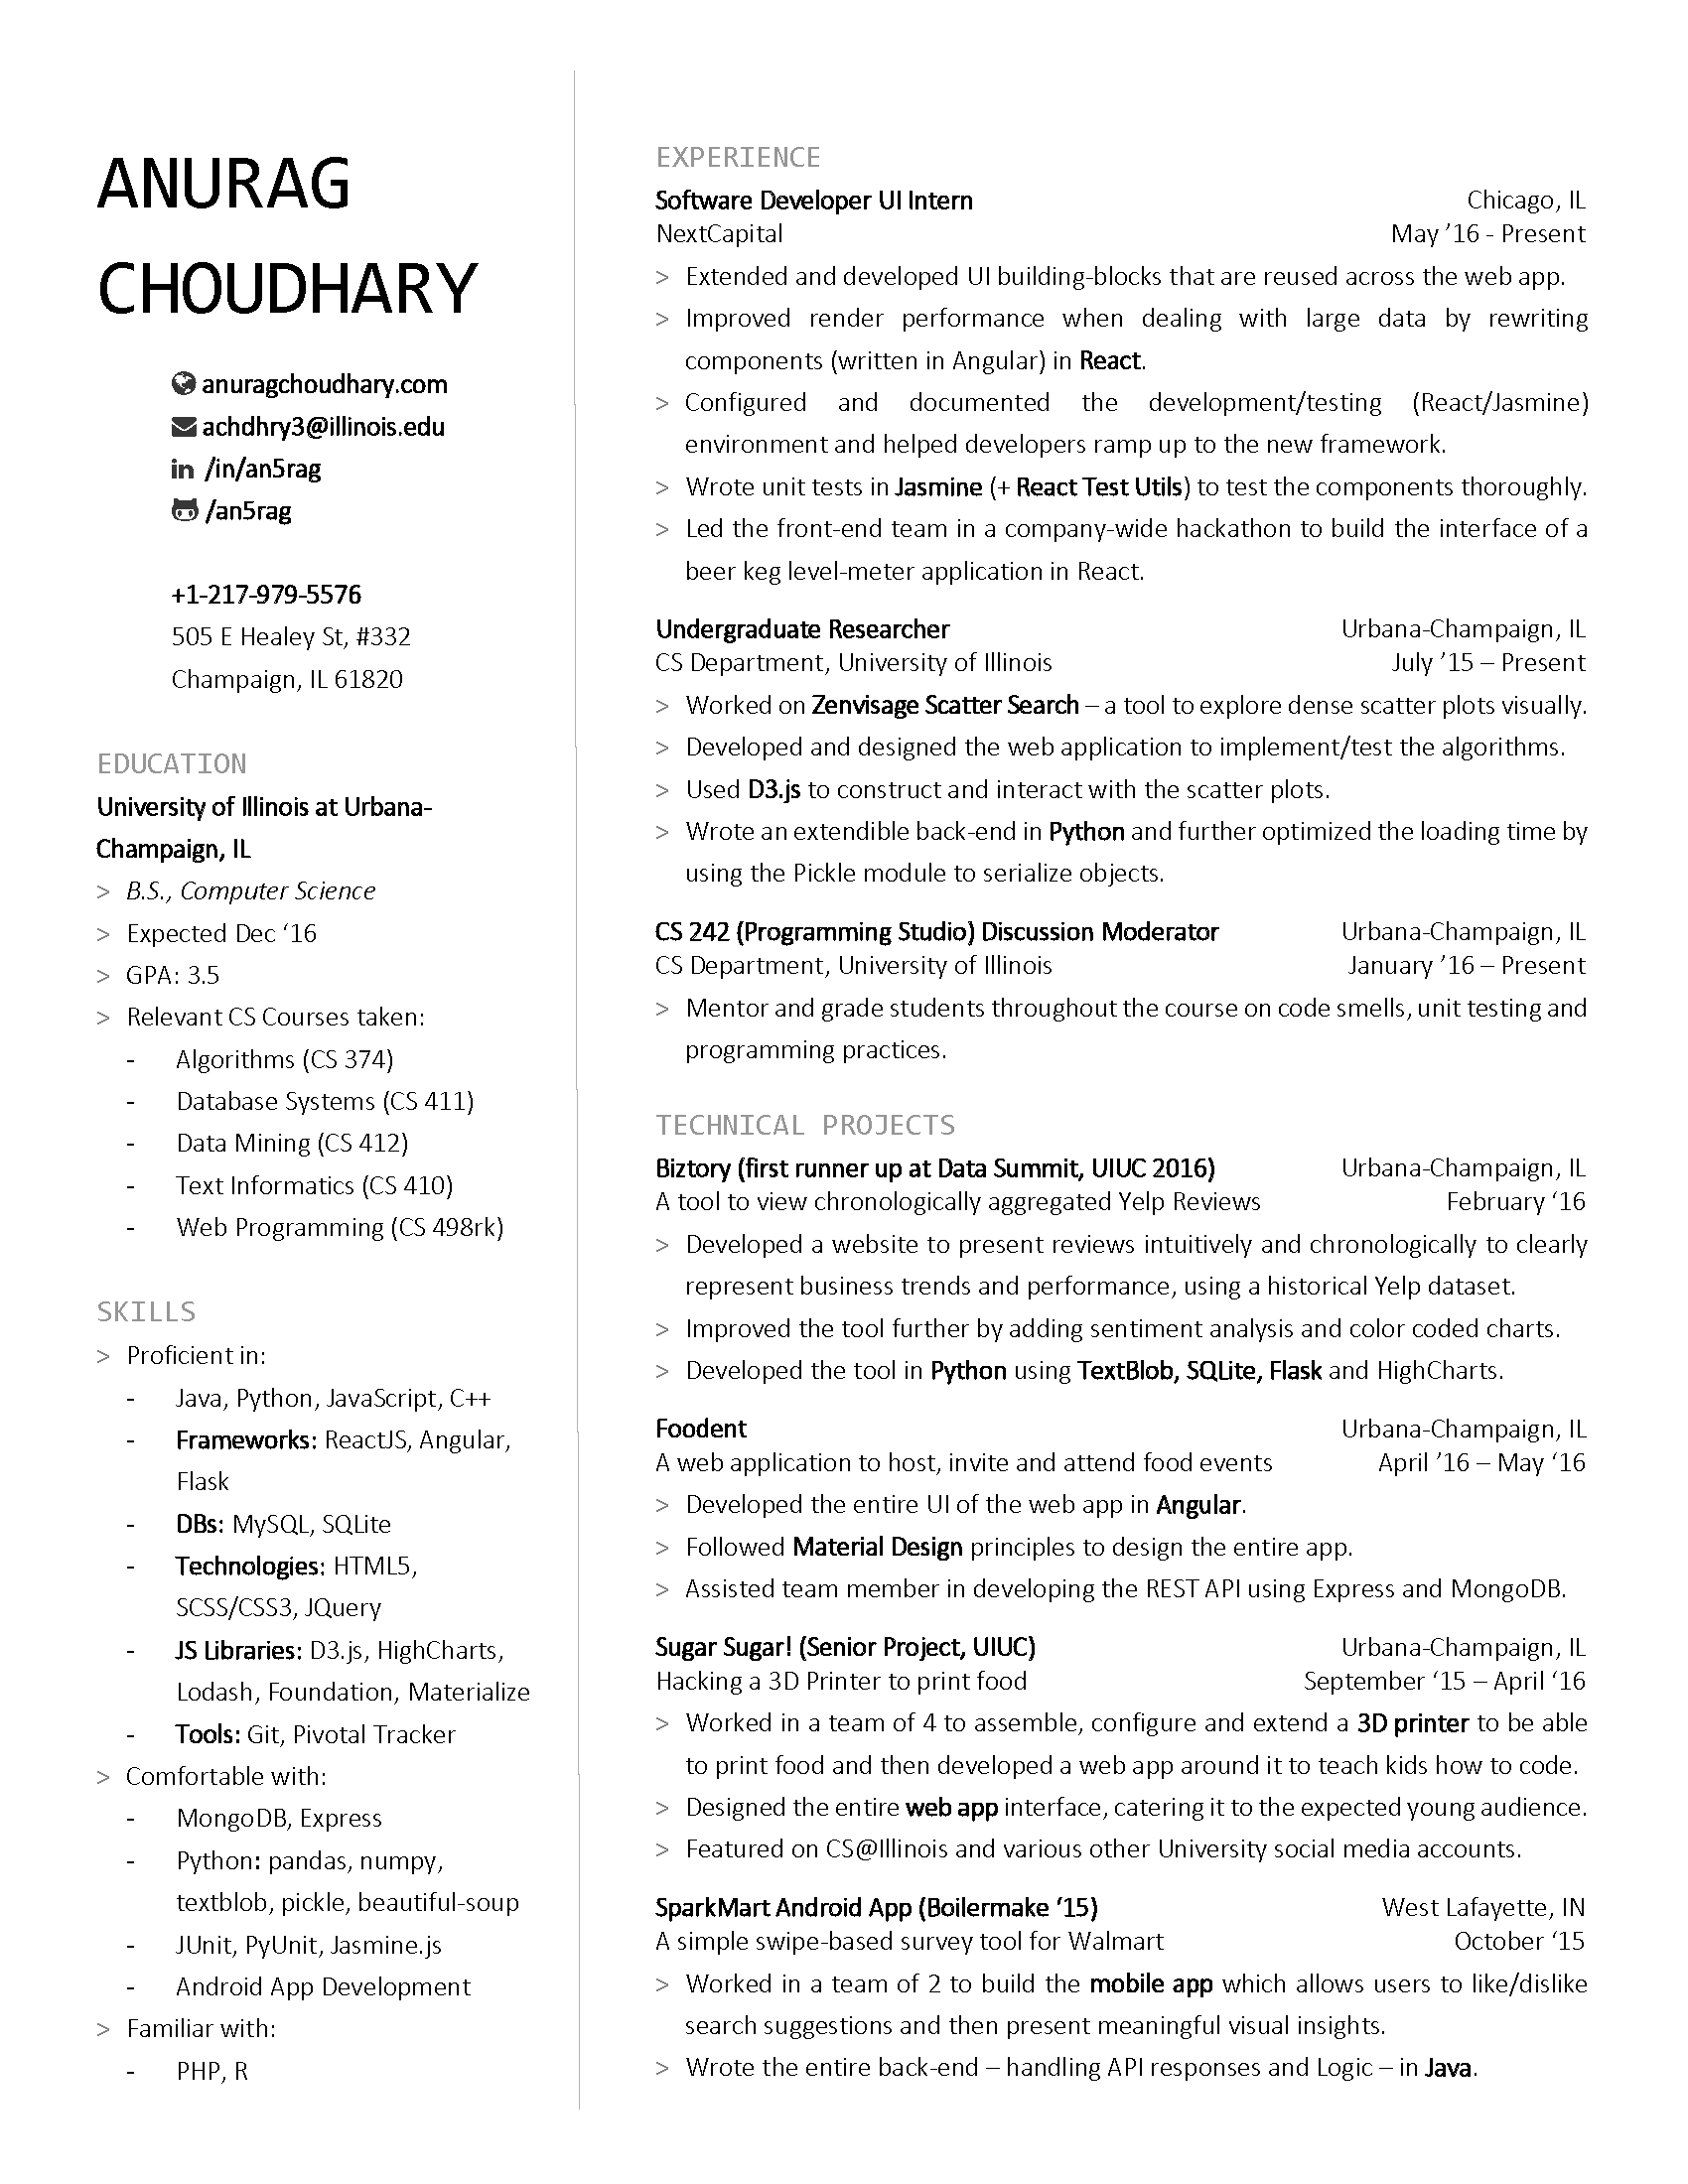 ANURAG
CHOUDHARY
anuragchoudhary.com
achdhry3@illinois.edu
/in/an5rag
/an5rag
+1-217-979-5576
505 E Healey St, #332
Champaign, IL 61820
EDUCATION
University of Illinois at Urbana-
Champaign, IL
> B.S., Computer Science
> Expected Dec ‘16
> GPA: 3.5
> Relevant CS Courses taken:
- Algorithms (CS 374)
- Database Systems (CS 411)
- Data Mining (CS 412)
- Text Informatics (CS 410)
- Web Programming (CS 498rk)
SKILLS
> Proficient in:
- Java, Python, JavaScript, C++
- Frameworks: ReactJS, Angular,
Flask
- DBs: MySQL, SQLite
- Technologies: HTML5,
SCSS/CSS3, JQuery
- JS Libraries: D3.js, HighCharts,
Lodash, Foundation, Materialize
- Tools: Git, Pivotal Tracker
> Comfortable with:
- MongoDB, Express
- Python: pandas, numpy,
textblob, pickle, beautiful-soup
- JUnit, PyUnit, Jasmine.js
- Android App Development
> Familiar with:
- PHP, R
EXPERIENCE
Software Developer UI Intern Chicago, IL
NextCapital May ’16 - Present
> Extended and developed UI building-blocks that are reused across the web app.
> Improved render performance when dealing with large data by rewriting
components (written in Angular) in React.
> Configured and documented the development/testing (React/Jasmine)
environment and helped developers ramp up to the new framework.
> Wrote unit tests in Jasmine (+ React Test Utils) to test the components thoroughly.
> Led the front-end team in a company-wide hackathon to build the interface of a
beer keg level-meter application in React.
Undergraduate Researcher Urbana-Champaign, IL
CS Department, University of Illinois July ’15 – Present
> Worked on Zenvisage Scatter Search – a tool to explore dense scatter plots visually.
> Developed and designed the web application to implement/test the algorithms.
> Used D3.js to construct and interact with the scatter plots.
> Wrote an extendible back-end in Python and further optimized the loading time by
using the Pickle module to serialize objects.
CS 242 (Programming Studio) Discussion Moderator Urbana-Champaign, IL
CS Department, University of Illinois January ’16 – Present
> Mentor and grade students throughout the course on code smells, unit testing and
programming practices.
TECHNICAL PROJECTS
Biztory (first runner up at Data Summit, UIUC 2016) Urbana-Champaign, IL
A tool to view chronologically aggregated Yelp Reviews February ‘16
> Developed a website to present reviews intuitively and chronologically to clearly
represent business trends and performance, using a historical Yelp dataset.
> Improved the tool further by adding sentiment analysis and color coded charts.
> Developed the tool in Python using TextBlob, SQLite, Flask and HighCharts.
Foodent Urbana-Champaign, IL
A web application to host, invite and attend food events April ’16 – May ‘16
> Developed the entire UI of the web app in Angular.
> Followed Material Design principles to design the entire app.
> Assisted team member in developing the REST API using Express and MongoDB.
Sugar Sugar! (Senior Project, UIUC) Urbana-Champaign, IL
Hacking a 3D Printer to print food September ‘15 – April ‘16
> Worked in a team of 4 to assemble, configure and extend a 3D printer to be able
to print food and then developed a web app around it to teach kids how to code.
> Designed the entire web app interface, catering it to the expected young audience.
> Featured on CS@Illinois and various other University social media accounts.
SparkMart Android App (Boilermake ‘15) West Lafayette, IN
A simple swipe-based survey tool for Walmart October ‘15
> Worked in a team of 2 to build the mobile app which allows users to like/dislike
search suggestions and then present meaningful visual insights.
> Wrote the entire back-end – handling API responses and Logic – in Java.